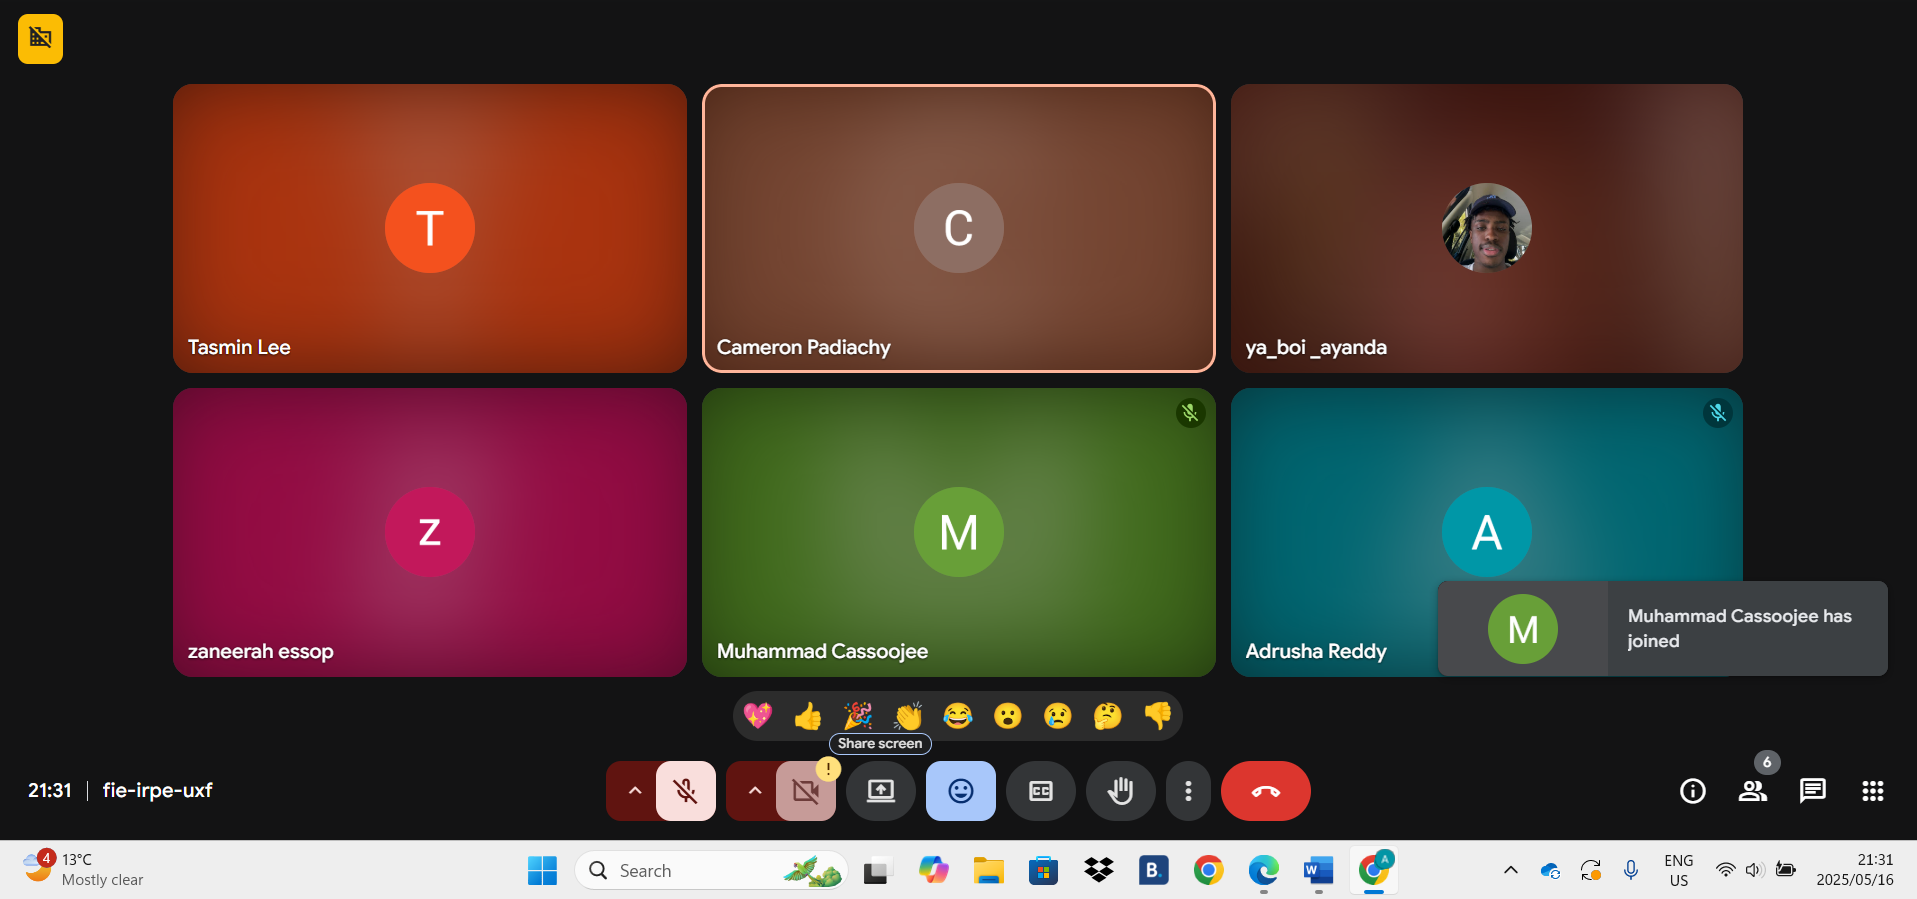 T
Tasmin Lee
C
Cameron Padiachy
ya_boi _ayanda
z
zaneerah essop
M
Muhammad Cassoojee
A
Adrusha Reddy
M
Muhammad Cassoojee has
joined
Share screen
21:31
fie-irpe-uxf
!
CC
6
4
13°C
Mostly clear
Search
B.
W
A
ENG
US
21:31
2025/05/16